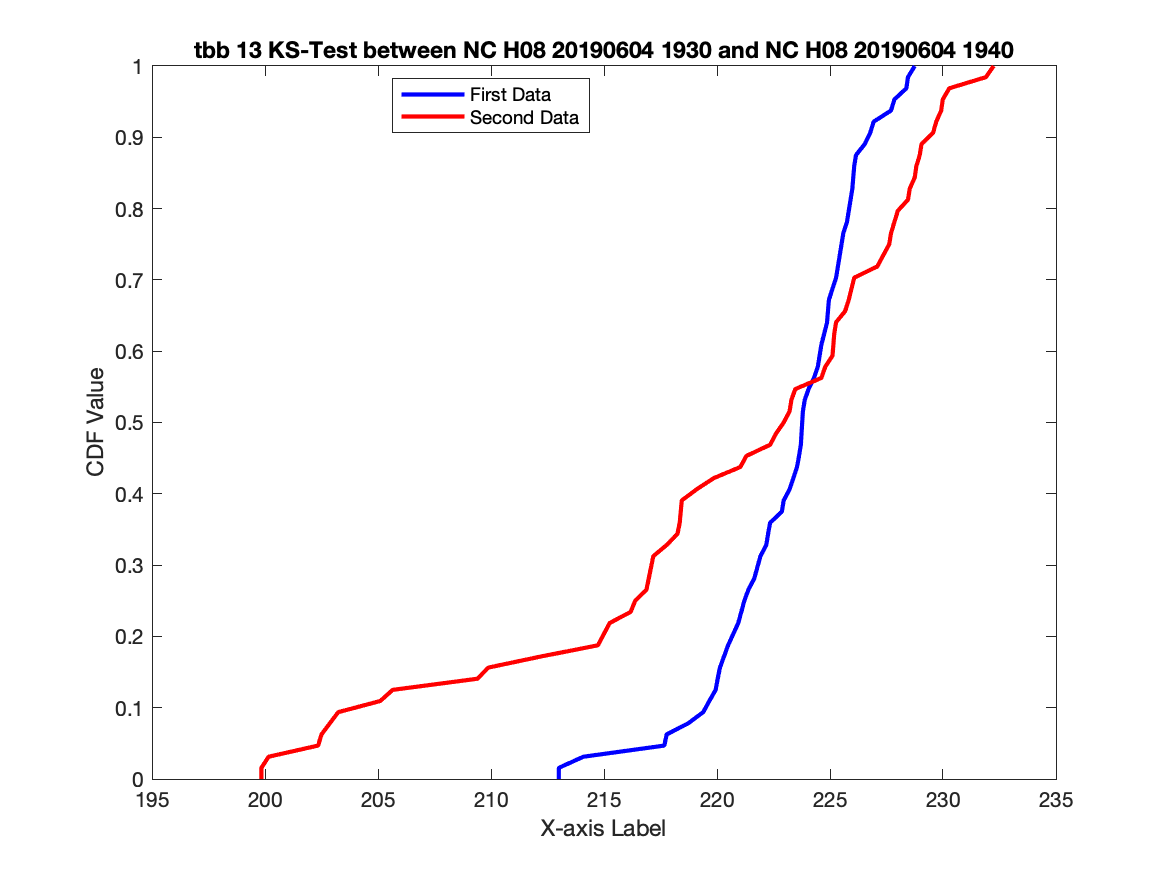 tbb 13 KS-Test between NC H08 20190604 1930 and NC H08 20190604 1940
First Data
Second Data
CDF Value
1
0.9
0.8
0.7
0.6
0.5
0.4
0.3
0.2
0.1
0
195 200 205 210 215 220 225 230 235
X-axis Label